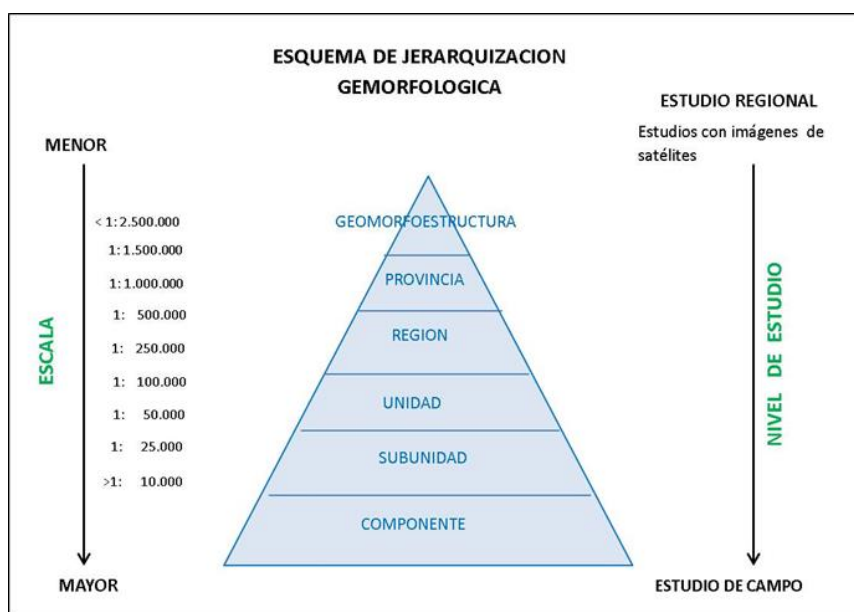 ESQUEMA DE JERARQUIZACION
GEMORFOLOGICA
ESTUDIO REGIONAL
Estudios con imágenes de
satélites
MENOR
< 1: 2.500.000
1: 1.500.000
1: 1.000.000
1: 500.000
1: 250.000
1: 100.000
1: 50.000
1: 25.000
>1: 10.000
ESCALA
MAYOR
GEOMORFOESTRUCTURA
PROVINCIA
REGION
UNIDAD
SUBUNIDAD
COMPONENTE
NIVEL DE ESTUDIO
ESTUDIO DE CAMPO